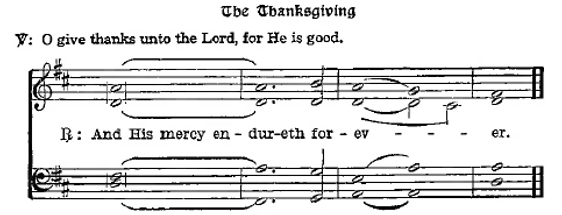 The Thanksgiving
℣: O give thanks unto the Lord, for He is good.
℟: And His mercy en - dur-eth for - ev - - - er.